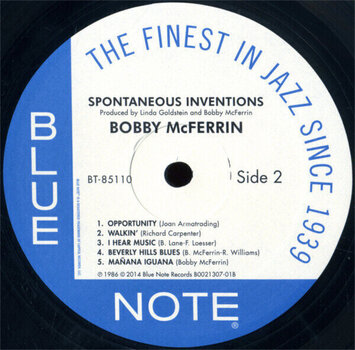 THE FINEST IN JAZZ SINCE 1939
SPONTANEOUS INVENTIONS
Produced by Linda Goldstein and Bobby McFerrin
BOBBY McFERRIN
BLUE
BT-85110
Side 2
1. OPPORTUNITY (Joan Armatrading)
2. WALKIN' (Richard Carpenter)
3. I HEAR MUSIC (B. Lane-F. Loesser)
4. BEVERLY HILLS BLUES (B. McFerrin-R. Williams)
5. MAÑANA IGUANA (Bobby McFerrin)
℗ 1986 © 2014 Blue Note Records B0021307-01B
NOTE®